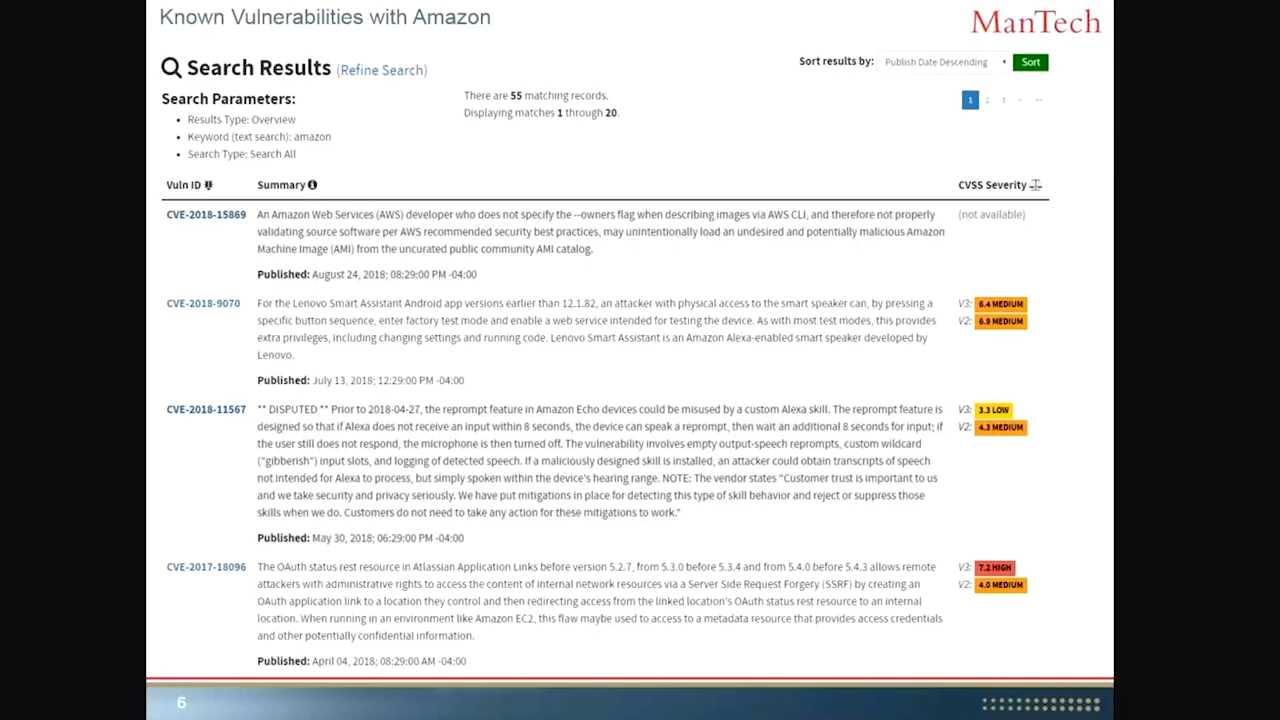 Known Vulnerabilities with Amazon
ManTech
Search Results (Refine Search)
Sort results by: Publish Date Descending Sort
Search Parameters:
There are 55 matching records.
Displaying matches 1 through 20.
1 2 3
• Results Type: Overview
• Keyword (text search): amazon
• Search Type: Search All
Vuln ID Summary CVSS Severity
CVE-2018-15869 An Amazon Web Services (AWS) developer who does not specify the --owners flag when describing images via AWS CLI, and therefore not properly (not available)
validating source software per AWS recommended security best practices, may unintentionally load an undesired and potentially malicious Amazon
Machine Image (AMI) from the uncurated public community AMI catalog.
Published: August 24, 2018; 08:29:00 PM -04:00
CVE-2018-9070 For the Lenovo Smart Assistant Android app versions earlier than 12.1.82, an attacker with physical access to the smart speaker can, by pressing a V3: 6.4 MEDIUM
specific button sequence, enter factory test mode and enable a web service intended for testing the device. As with most test modes, this provides V2: 6.9 MEDIUM
extra privileges, including changing settings and running code. Lenovo Smart Assistant is an Amazon Alexa-enabled smart speaker developed by
Lenovo.
Published: July 13, 2018; 12:29:00 PM -04:00
CVE-2018-11567 ** DISPUTED ** Prior to 2018-04-27, the reprompt feature in Amazon Echo devices could be misused by a custom Alexa skill. The reprompt feature is V3: 3.3 LOW
designed so that if Alexa does not receive an input within 8 seconds, the device can speak a reprompt, then wait an additional 8 seconds for input; if V2: 4.3 MEDIUM
the user still does not respond, the microphone is then turned off. The vulnerability involves empty output-speech reprompts, custom wildcard
("gibberish") input slots, and logging of detected speech. If a maliciously designed skill is installed, an attacker could obtain transcripts of speech
not intended for Alexa to process, but simply spoken within the device's hearing range. NOTE: The vendor states "Customer trust is important to us
and we take security and privacy seriously. We have put mitigations in place for detecting this type of skill behavior and reject or suppress those
skills when we do. Customers do not need to take any action for these mitigations to work."
Published: May 30, 2018; 06:29:00 PM -04:00
CVE-2017-18096 The OAuth status rest resource in Atlassian Application Links before version 5.2.7, from 5.3.0 before 5.3.4 and from 5.4.0 before 5.4.3 allows remote V3: 7.2 HIGH
attackers with administrative rights to access the content of internal network resources via a Server Side Request Forgery (SSRF) by creating an V2: 4.0 MEDIUM
OAuth application link to a location they control and then redirecting access from the linked location's OAuth status rest resource to an internal
location. When running in an environment like Amazon EC2, this flaw maybe used to access to a metadata resource that provides access credentials
and other potentially confidential information.
Published: April 04, 2018; 08:29:00 AM -04:00
6